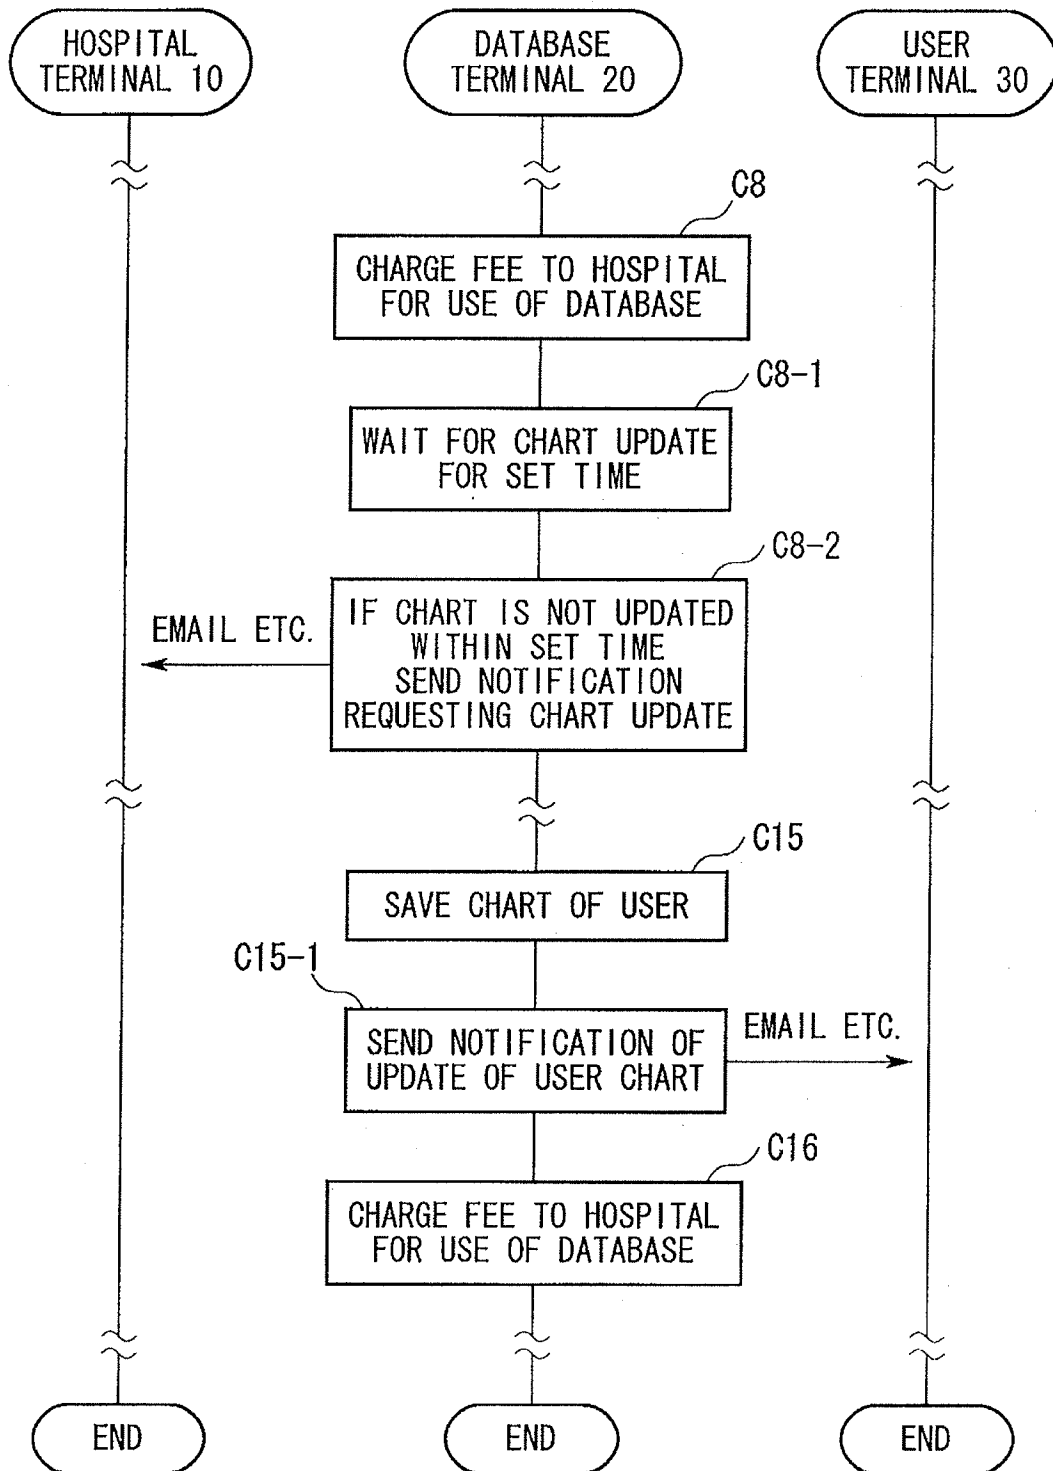 HOSPITAL
TERMINAL 10
DATABASE
TERMINAL 20
USER
TERMINAL 30
C8
CHARGE FEE TO HOSPITAL
FOR USE OF DATABASE
C8-1
WAIT FOR CHART UPDATE
FOR SET TIME
C8-2
IF CHART IS NOT UPDATED
WITHIN SET TIME
SEND NOTIFICATION
REQUESTING CHART UPDATE
EMAIL ETC.
C15
SAVE CHART OF USER
C15-1
SEND NOTIFICATION OF
UPDATE OF USER CHART
EMAIL ETC.
C16
CHARGE FEE TO HOSPITAL
FOR USE OF DATABASE
END
END
END